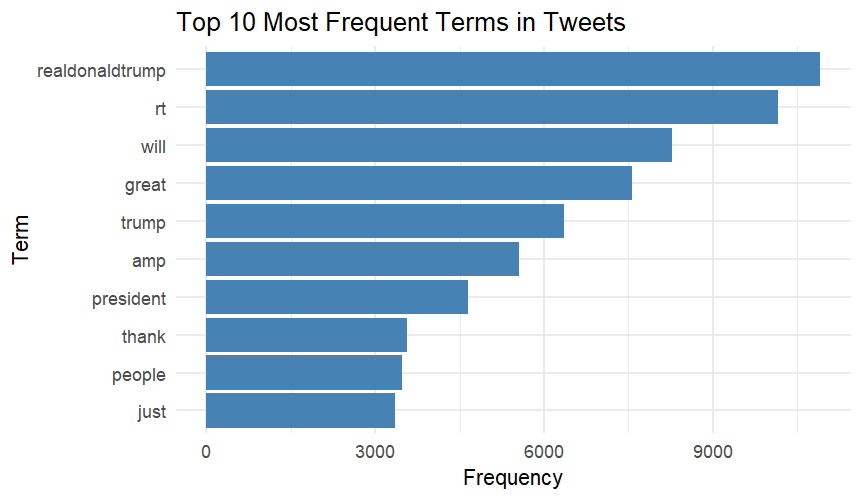 Top 10 Most Frequent Terms in Tweets
Term
realdonaldtrump
rt
will
great
trump
amp
president
thank
people
just
0 3000 6000 9000
Frequency